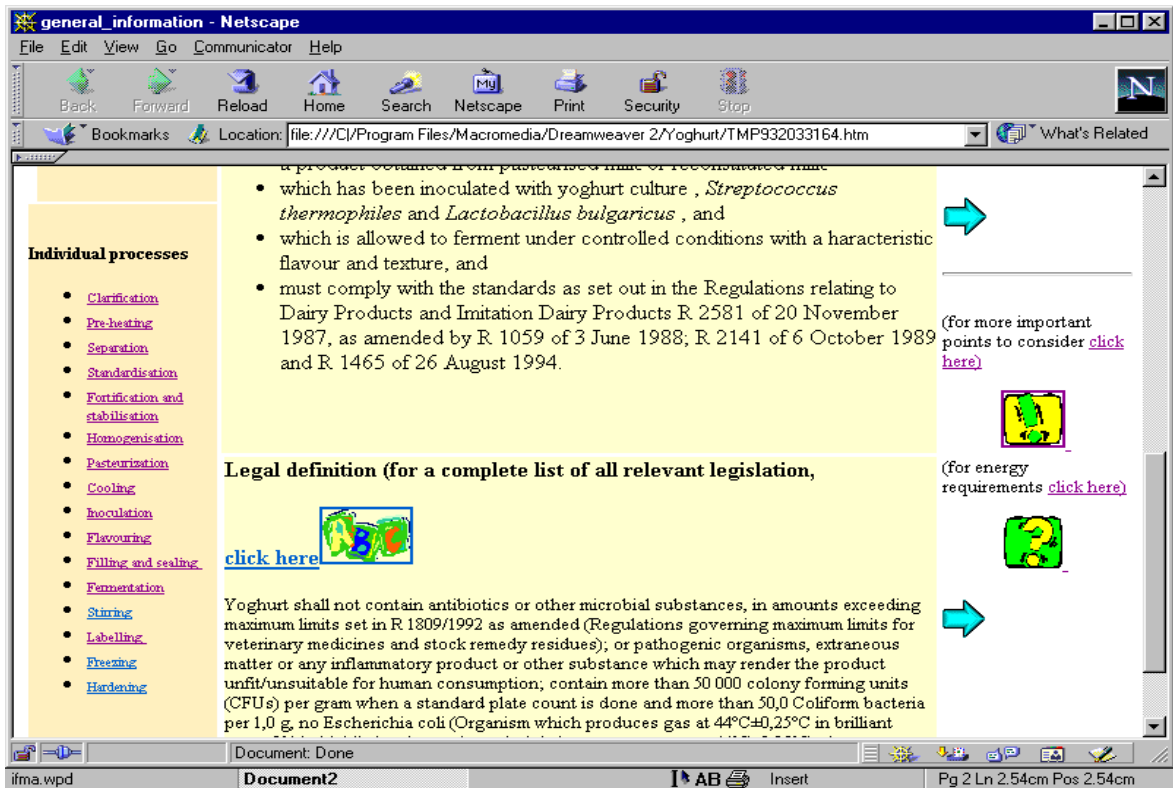 general_information - Netscape
File Edit View Go Communicator Help
My
N
Back Forward Reload Home Search Netscape Print Security Stop
Bookmarks Location: file:///C|/Program Files/Macromedia/Dreamweaver 2/Yoghurt/TMP932033164.htm What's Related
Individual processes
Clarification
Pre-heating
Separation
Standardisation
Fortification and
stabilisation
Homogenisation
Pasteurization
Cooling
Inoculation
Flavouring
Filling and sealing
Fermentation
Stirring
Labelling
Freezing
Hardening
a product obtained from pasteurised milk or reconstituted milk
which has been inoculated with yoghurt culture , Streptococcus
thermophiles and Lactobacillus bulgaricus , and
which is allowed to ferment under controlled conditions with a haracteristic
flavour and texture, and
must comply with the standards as set out in the Regulations relating to
Dairy Products and Imitation Dairy Products R 2581 of 20 November
1987, as amended by R 1059 of 3 June 1988; R 2141 of 6 October 1989
and R 1465 of 26 August 1994.
Legal definition (for a complete list of all relevant legislation,
click here ABC
Yoghurt shall not contain antibiotics or other microbial substances, in amounts exceeding
maximum limits set in R 1809/1992 as amended (Regulations governing maximum limits for
veterinary medicines and stock remedy residues); or pathogenic organisms, extraneous
matter or any inflammatory product or other substance which may render the product
unfit/unsuitable for human consumption; contain more than 50 000 colony forming units
(CFUs) per gram when a standard plate count is done and more than 50,0 Coliform bacteria
per 1,0 g, no Escherichia coli (Organism which produces gas at 44°C±0,25°C in brilliant
(for more important
points to consider click
here)
!
(for energy
requirements click here)
?
Document: Done
ifma.wpd Document2 AB Insert Pg 2 Ln 2.54cm Pos 2.54cm